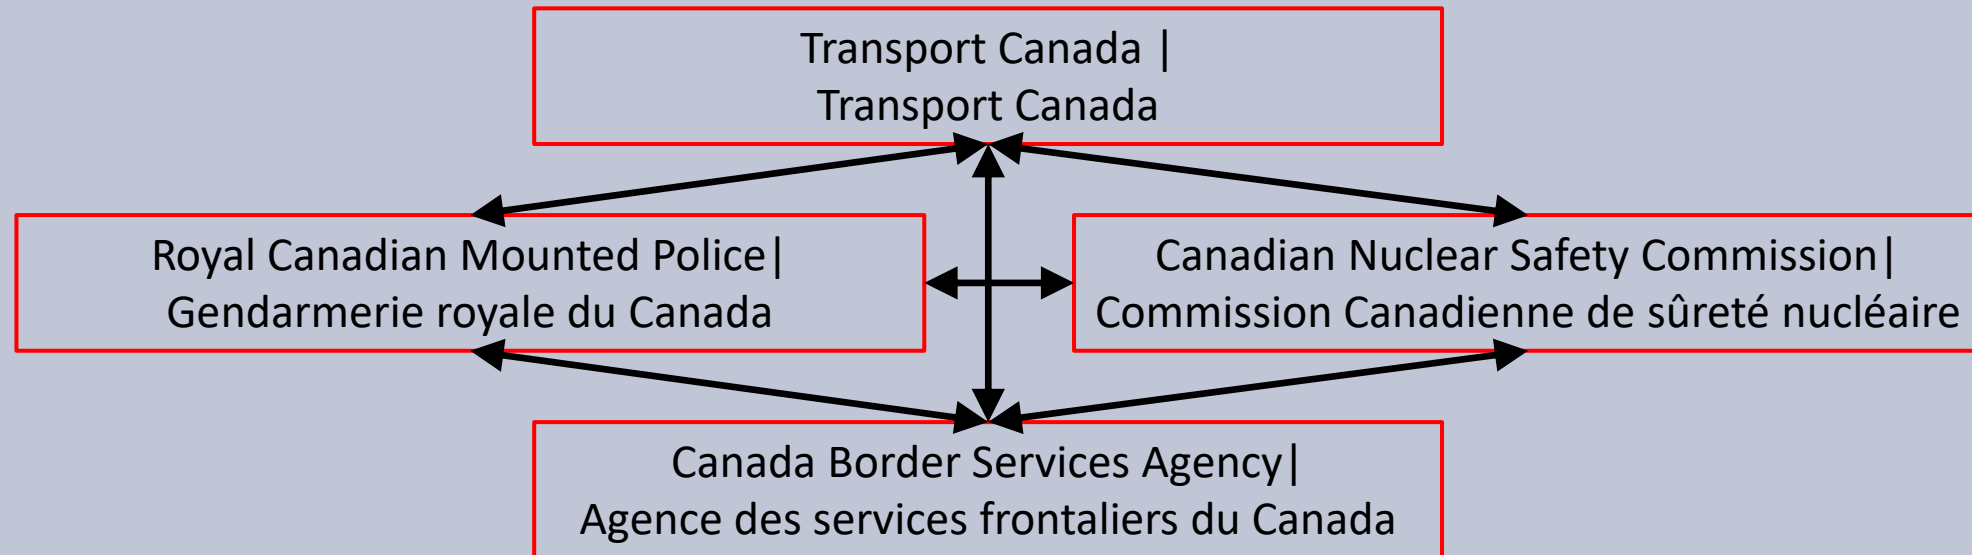 Transport Canada |
Transport Canada
Royal Canadian Mounted Police|
Gendarmerie royale du Canada
Canadian Nuclear Safety Commission|
Commission Canadienne de sûreté nucléaire
Canada Border Services Agency|
Agence des services frontaliers du Canada